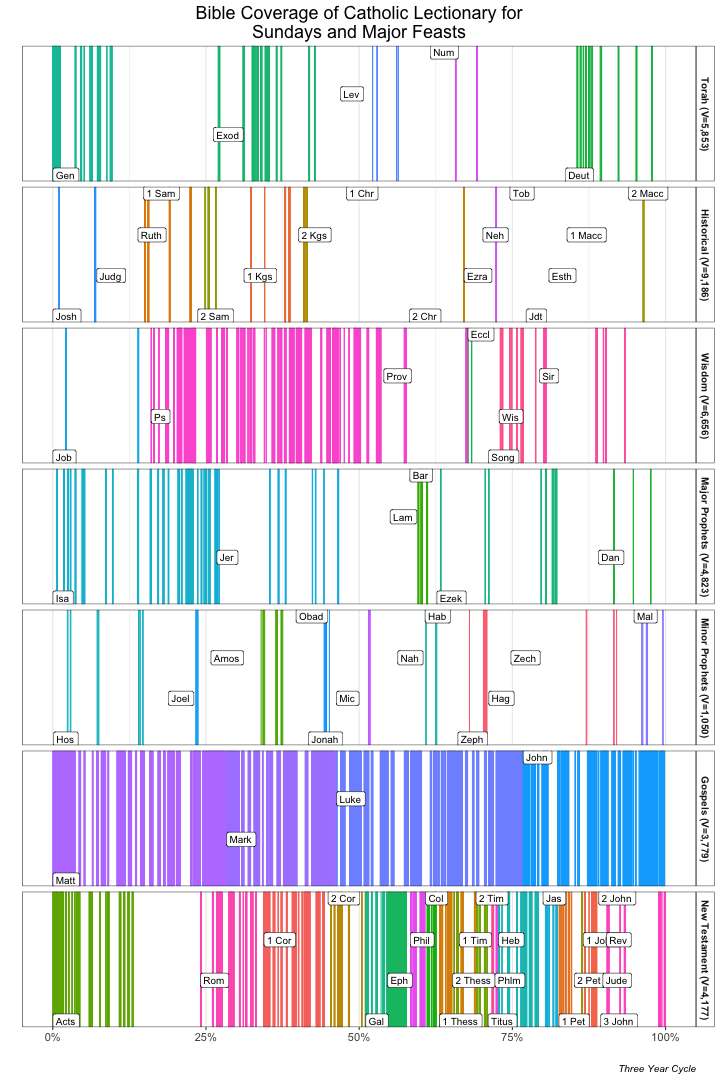 Bible Coverage of Catholic Lectionary for
Sundays and Major Feasts
Num
Lev
Exod
Gen
Deut
Torah (V=5,853)
1 Sam
1 Chr
Tob
2 Macc
Ruth
2 Kgs
Neh
1 Macc
Judg
1 Kgs
Ezra
Esth
Josh
2 Sam
2 Chr
Jdt
Historical (V=9,186)
Eccl
Prov
Sir
Ps
Wis
Job
Song
Wisdom (V=6,656)
Bar
Lam
Jer
Dan
Isa
Ezek
Major Prophets (V=4,823)
Obad
Hab
Mal
Amos
Nah
Zech
Joel
Mic
Hag
Hos
Jonah
Zeph
Minor Prophets (V=1,050)
John
Luke
Mark
Matt
Gospels (V=3,779)
2 Cor
Col
2 Tim
Jas
2 John
1 Cor
Phil
1 Tim
Heb
1 Jo
Rev
Rom
Eph
2 Thess
Phlm
2 Pet
Jude
Acts
Gal
1 Thess
Titus
1 Pet
3 John
New Testament (V=4,177)
0%
25%
50%
75%
100%
Three Year Cycle